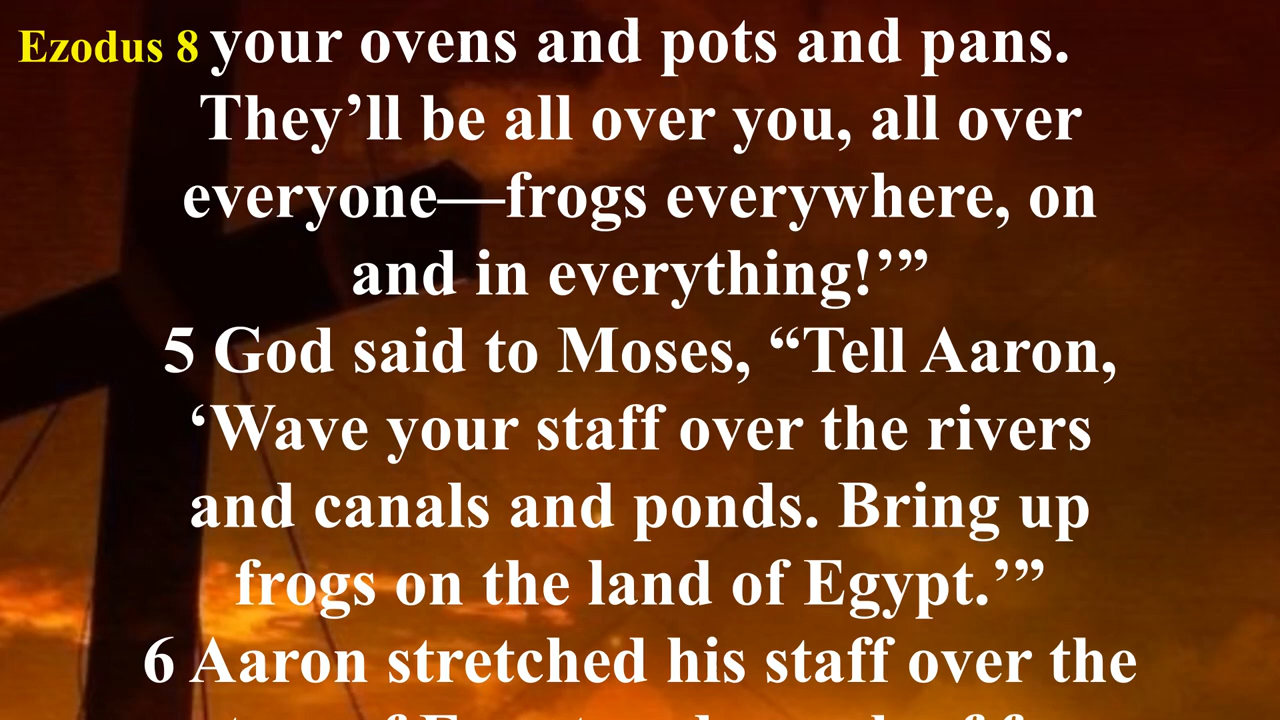 Ezodus 8 your ovens and pots and pans.
They’ll be all over you, all over
everyone—frogs everywhere, on
and in everything!’”
5 God said to Moses, “Tell Aaron,
‘Wave your staff over the rivers
and canals and ponds. Bring up
frogs on the land of Egypt.’”
6 Aaron stretched his staff over the